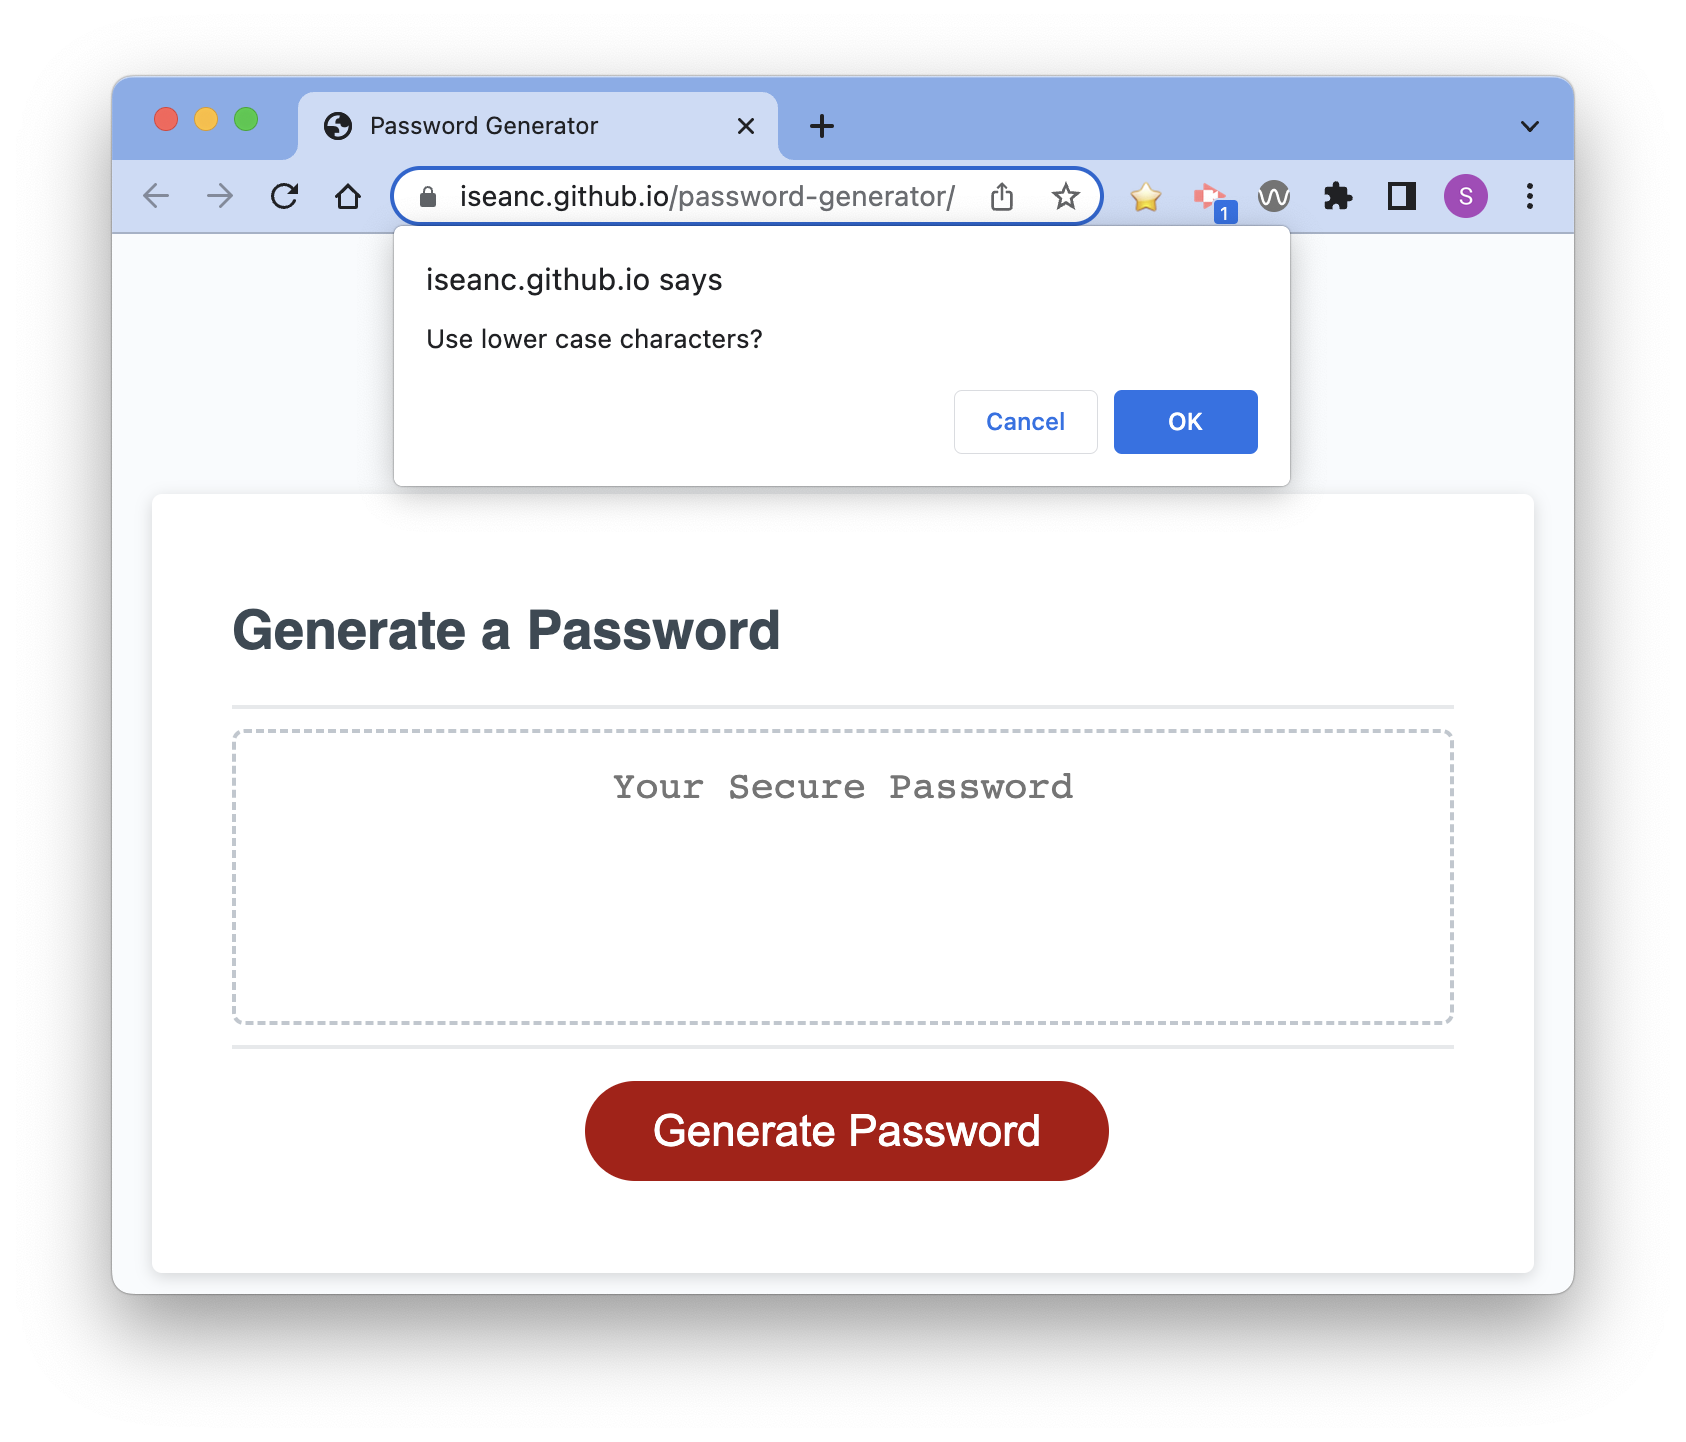 Password Generator
iseanc.github.io/password-generator/
1
S
iseanc.github.io says
Use lower case characters?
Cancel
OK
Generate a Password
Your Secure Password
Generate Password